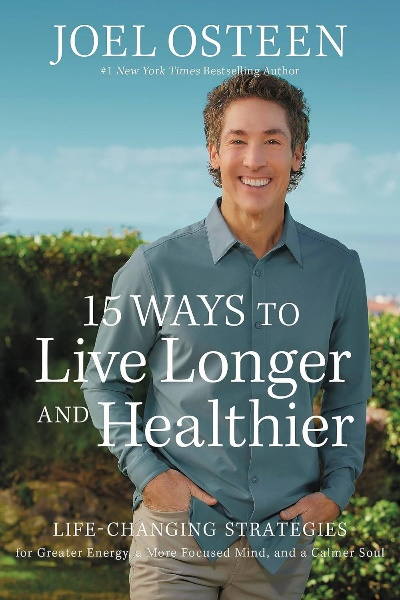 JOEL OSTEEN
#1 New York Times Bestselling Author
15 WAYS TO
Live Longer
AND Healthier
LIFE-CHANGING STRATEGIES
for Greater Energy, a More Focused Mind, and a Calmer Soul